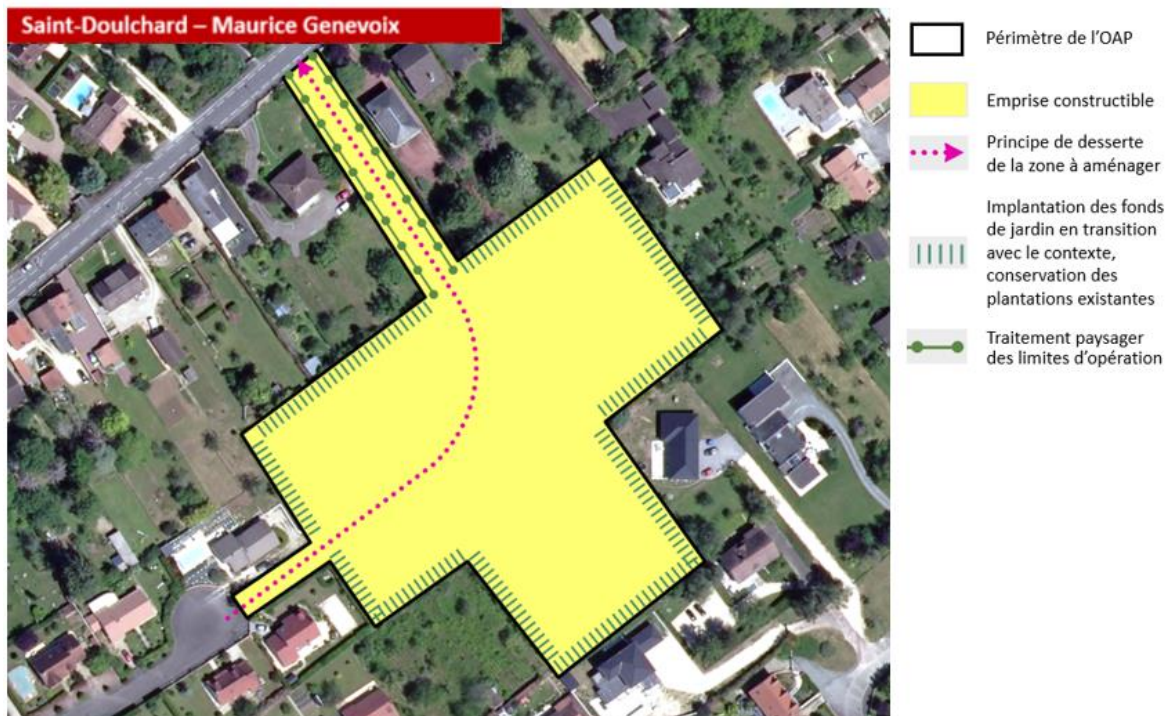 Saint-Doulchard – Maurice Genevoix
Périmètre de l’OAP
Emprise constructible
Principe de desserte
de la zone à aménager
Implantation des fonds
de jardin en transition
avec le contexte,
conservation des
plantations existantes
Traitement paysager
des limites d’opération